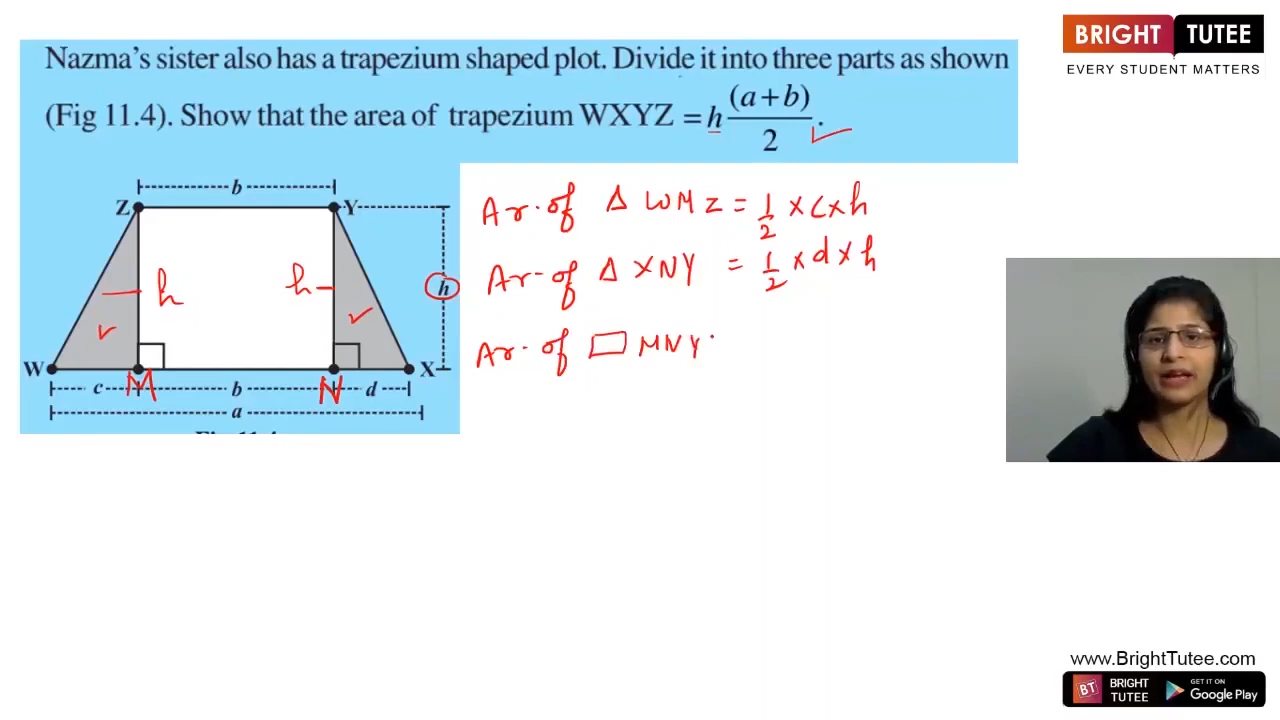 BRIGHT TUTEE
EVERY STUDENT MATTERS
Nazma's sister also has a trapezium shaped plot. Divide it into three parts as shown
(Fig 11.4). Show that the area of trapezium WXYZ = h (a+b)/2.
b
Z Y
h h h
W X
M N
c b d
a
Ar. of Δ WMZ = 1/2 × c × h
Ar. of Δ XNY = 1/2 × d × h
Ar. of ▭ MNY
www.BrightTutee.com
BT BRIGHT TUTEE
GET IT ON Google Play